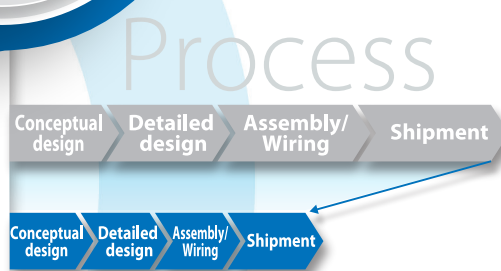 Process
Conceptual
design
Detailed
design
Assembly/
Wiring
Shipment
Conceptual
design
Detailed
design
Assembly/
Wiring
Shipment